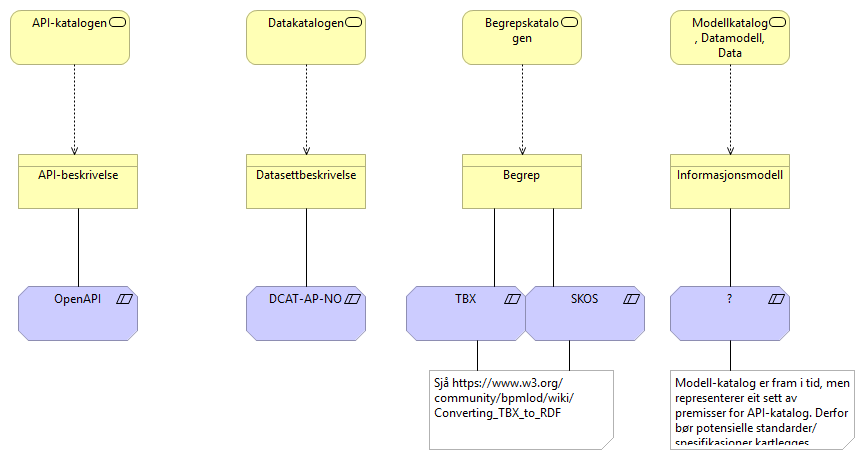 API-katalogen
Datakatalogen
Begrepskatalo
gen
Modellkatalog
, Datamodell,
Data
API-beskrivelse
Datasettbeskrivelse
Begrep
Informasjonsmodell
OpenAPI
DCAT-AP-NO
TBX
SKOS
?
Sjå https://www.w3.org/
community/bpmlod/wiki/
Converting_TBX_to_RDF
Modell-katalog er fram i tid, men
representerer eit sett av
premisser for API-katalog. Derfor
bør potensielle standarder/
spesifikasjoner kartlegges